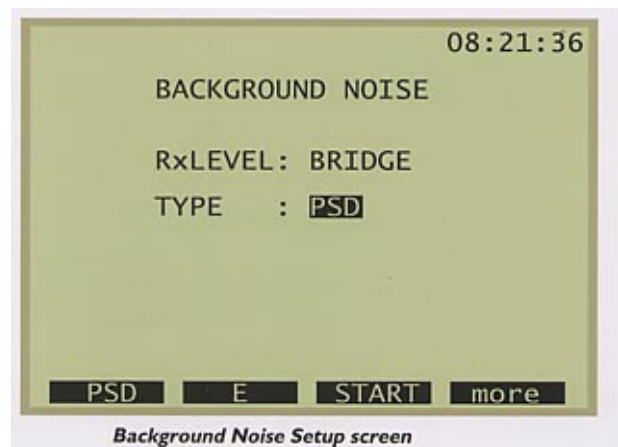 08:21:36
BACKGROUND NOISE
RxLEVEL: BRIDGE
TYPE : PSD
PSD E START more
Background Noise Setup screen